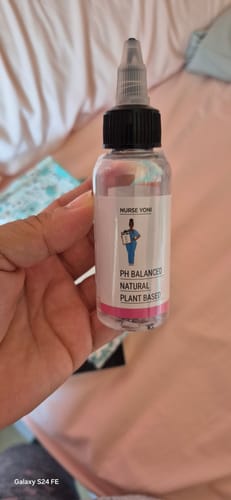 NURSE YONI
PH BALANCED
NATURAL
PLANT BASED
Galaxy S24 FE